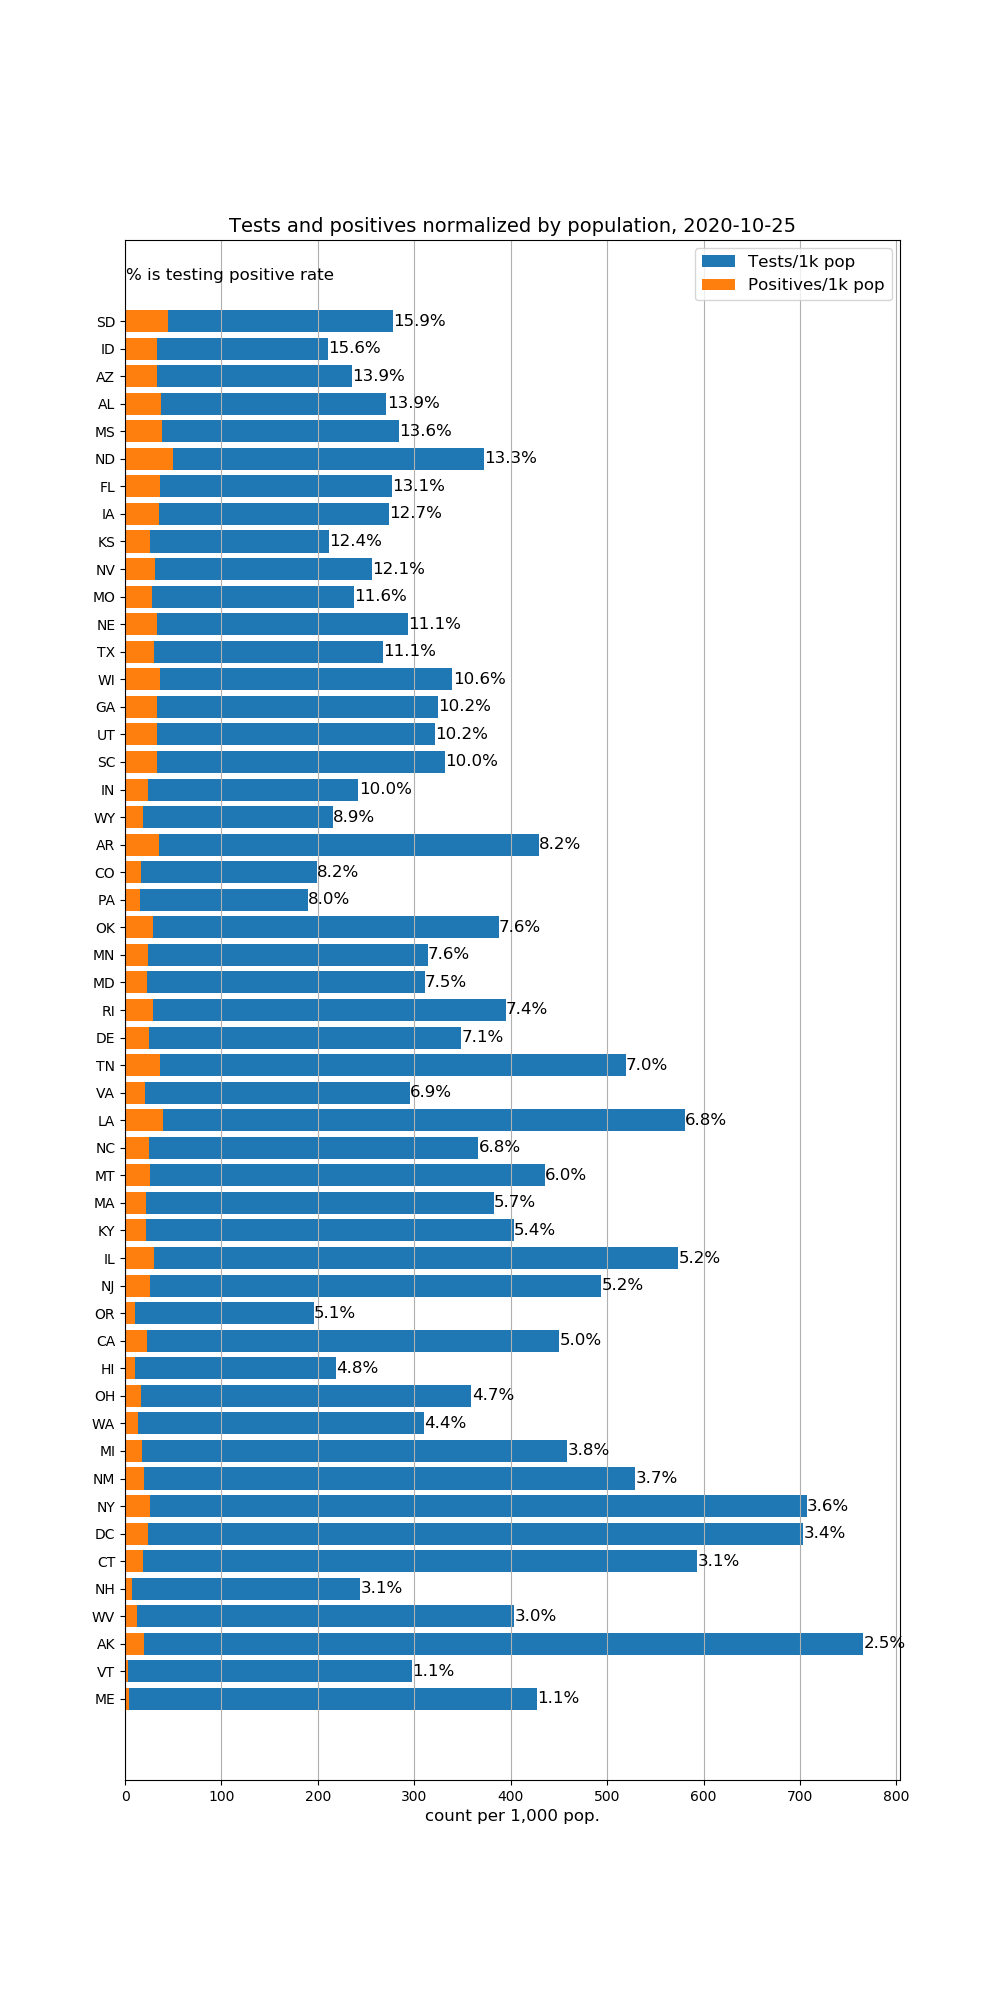 Tests and positives normalized by population, 2020-10-25
% is testing positive rate
Tests/1k pop
Positives/1k pop
SD 15.9%
ID 15.6%
AZ 13.9%
AL 13.9%
MS 13.6%
ND 13.3%
FL 13.1%
IA 12.7%
KS 12.4%
NV 12.1%
MO 11.6%
NE 11.1%
TX 11.1%
WI 10.6%
GA 10.2%
UT 10.2%
SC 10.0%
IN 10.0%
WY 8.9%
AR 8.2%
CO 8.2%
PA 8.0%
OK 7.6%
MN 7.6%
MD 7.5%
RI 7.4%
DE 7.1%
TN 7.0%
VA 6.9%
LA 6.8%
NC 6.8%
MT 6.0%
MA 5.7%
KY 5.4%
IL 5.2%
NJ 5.2%
OR 5.1%
CA 5.0%
HI 4.8%
OH 4.7%
WA 4.4%
MI 3.8%
NM 3.7%
NY 3.6%
DC 3.4%
CT 3.1%
NH 3.1%
WV 3.0%
AK 2.5%
VT 1.1%
ME 1.1%
0 100 200 300 400 500 600 700 800
count per 1,000 pop.